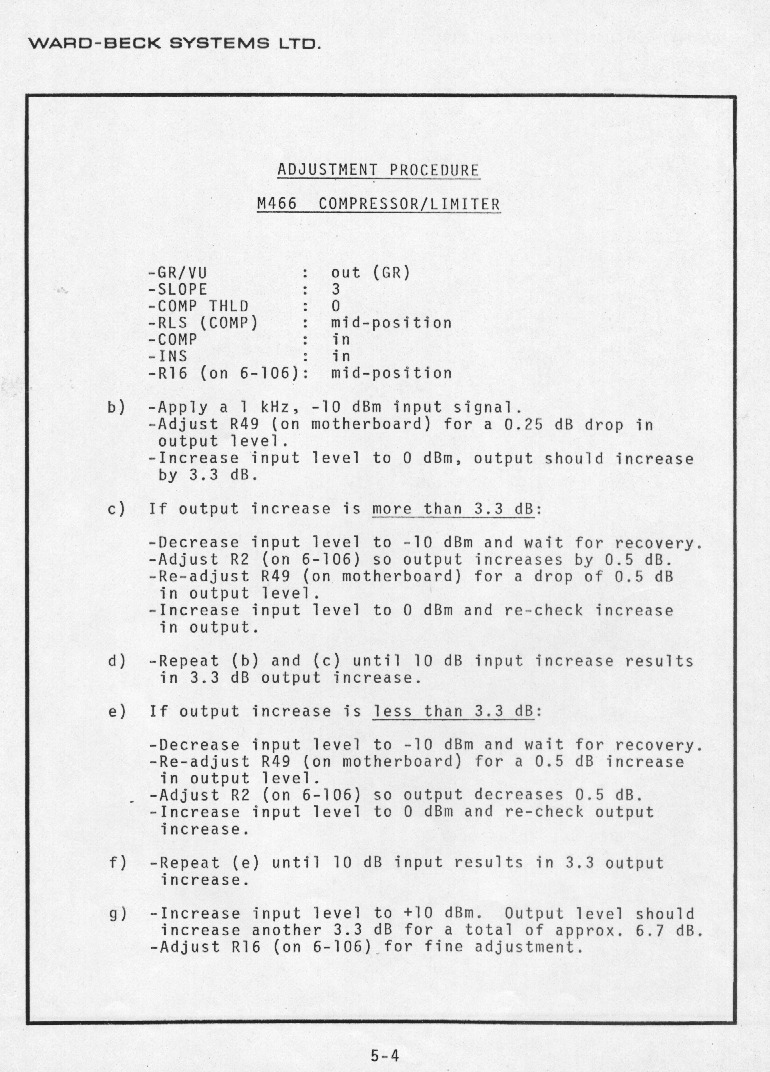 WARD-BECK SYSTEMS LTD.
ADJUSTMENT PROCEDURE
M466 COMPRESSOR/LIMITER
-GR/VU : out (GR)
-SLOPE : 3
-COMP THLD : 0
-RLS (COMP) : mid-position
-COMP : in
-INS : in
-R16 (on 6-106): mid-position
b) -Apply a 1 kHz, -10 dBm input signal.
-Adjust R49 (on motherboard) for a 0.25 dB drop in
output level.
-Increase input level to 0 dBm, output should increase
by 3.3 dB.
c) If output increase is more than 3.3 dB:
-Decrease input level to -10 dBm and wait for recovery.
-Adjust R2 (on 6-106) so output increases by 0.5 dB.
-Re-adjust R49 (on motherboard) for a drop of 0.5 dB
in output level.
-Increase input level to 0 dBm and re-check increase
in output.
d) -Repeat (b) and (c) until 10 dB input increase results
in 3.3 dB output increase.
e) If output increase is less than 3.3 dB:
-Decrease input level to -10 dBm and wait for recovery.
-Re-adjust R49 (on motherboard) for a 0.5 dB increase
in output level.
-Adjust R2 (on 6-106) so output decreases 0.5 dB.
-Increase input level to 0 dBm and re-check output
increase.
f) -Repeat (e) until 10 dB input results in 3.3 output
increase.
g) -Increase input level to +10 dBm. Output level should
increase another 3.3 dB for a total of approx. 6.7 dB.
-Adjust R16 (on 6-106) for fine adjustment.
5-4